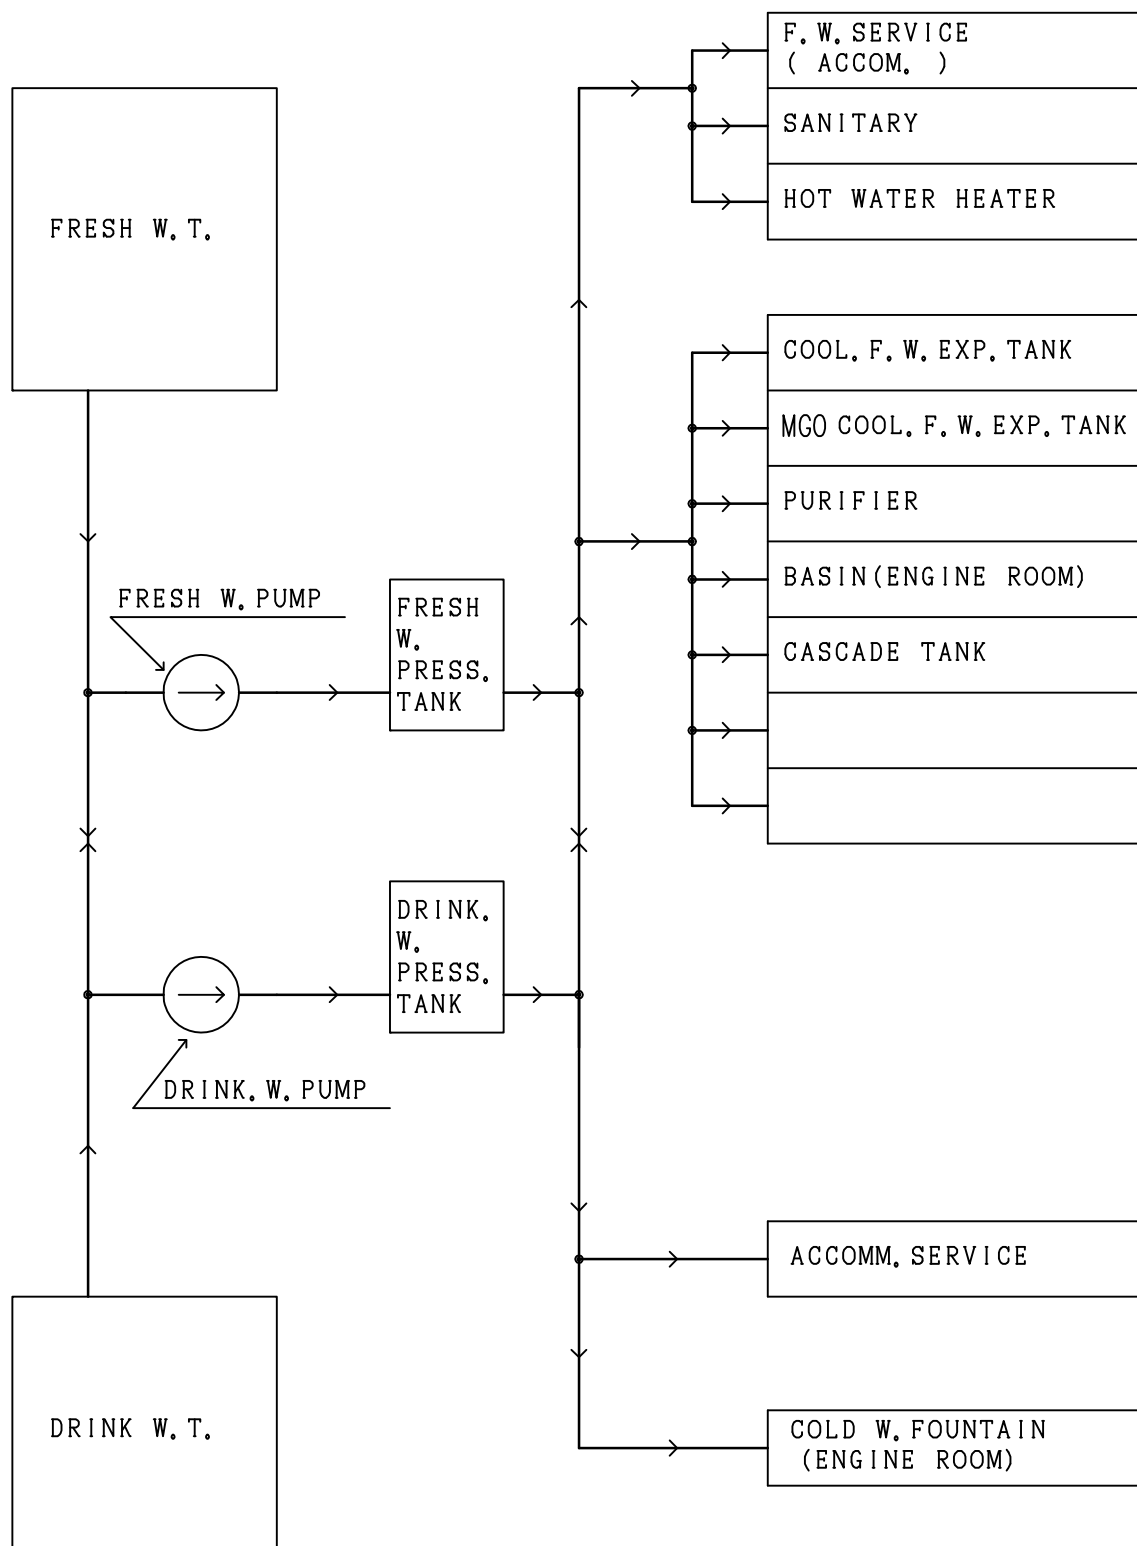 F.W.SERVICE
( ACCOM. )
SANITARY
HOT WATER HEATER
FRESH W.T.
COOL.F.W.EXP.TANK
MGO COOL.F.W.EXP.TANK
PURIFIER
BASIN(ENGINE ROOM)
CASCADE TANK
FRESH W.PUMP
FRESH
W.
PRESS.
TANK
DRINK.
W.
PRESS.
TANK
DRINK.W.PUMP
ACCOMM.SERVICE
DRINK W.T.
COLD W.FOUNTAIN
(ENGINE ROOM)